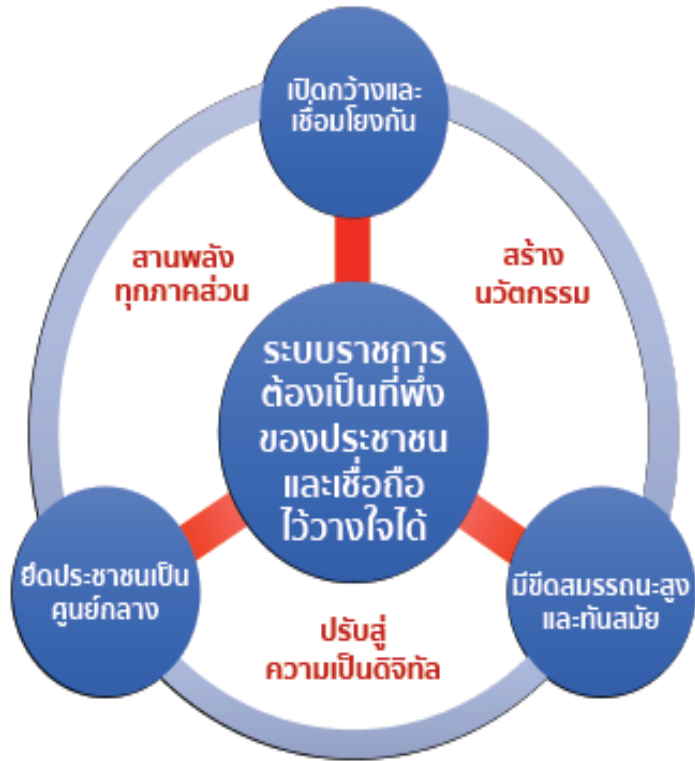 เปิดกว้างและ
เชื่อมโยงกัน
สานพลัง
ทุกภาคส่วน
สร้าง
นวัตกรรม
ระบบราชการ
ต้องเป็นที่พึ่ง
ของประชาชน
และเชื่อถือ
ไว้วางใจได้
ยึดประชาชนเป็น
ศูนย์กลาง
มีขีดสมรรถนะสูง
และทันสมัย
ปรับสู่
ความเป็นดิจิทัล